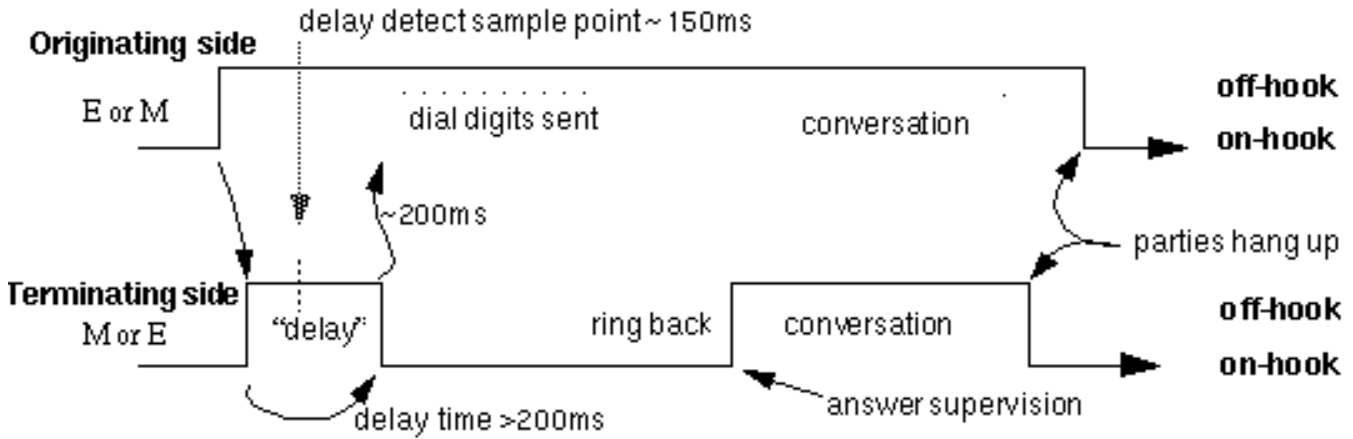 delay detect sample point ~ 150ms
Originating side
E or M
off-hook
dial digits sent
conversation
on-hook
~200ms
parties hang up
Terminating side
M or E
"delay"
ring back
conversation
off-hook
on-hook
delay time >200ms
answer supervision